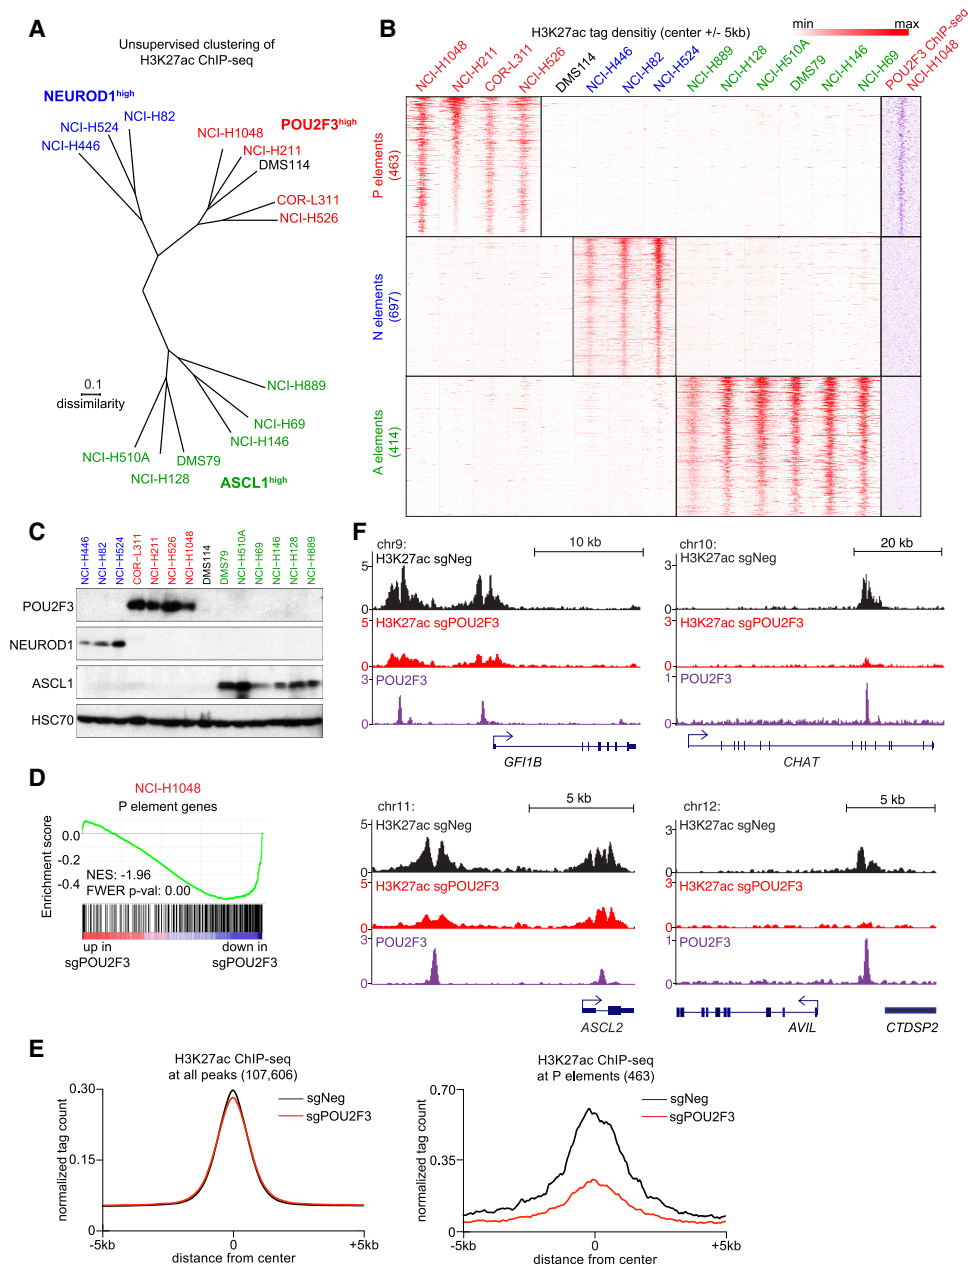 A
Unsupervised clustering of
H3K27ac ChIP-seq
NEUROD1high
NCI-H82
NCI-H524
NCI-H446
POU2F3high
NCI-H1048
NCI-H211
DMS114
COR-L311
NCI-H526
0.1
dissimilarity
NCI-H889
NCI-H69
NCI-H146
NCI-H510A
DMS79
NCI-H128
ASCL1high
B
H3K27ac tag densitiy (center +/- 5kb)
min
max
NCI-H1048
NCI-H211
COR-L311
NCI-H526
DMS114
NCI-H446
NCI-H82
NCI-H524
NCI-H889
NCI-H128
NCI-H510A
DMS79
NCI-H146
NCI-H69
POU2F3 ChIP-seq
NCI-H1048
P elements
(463)
N elements
(697)
A elements
(414)
C
NCI-H446
NCI-H82
NCI-H524
COR-L311
NCI-H211
NCI-H526
NCI-H1048
DMS114
DMS79
NCI-H510A
NCI-H69
NCI-H146
NCI-H128
NCI-H889
POU2F3
NEUROD1
ASCL1
HSC70
D
NCI-H1048
P element genes
Enrichment score
0.0
-0.2
-0.4
NES: -1.96
FWER p-val: 0.00
up in
sgPOU2F3
down in
sgPOU2F3
F
chr9:
10 kb
H3K27ac sgNeg
5
0
H3K27ac sgPOU2F3
5
0
POU2F3
3
0
GFI1B
chr10:
20 kb
H3K27ac sgNeg
3
0
H3K27ac sgPOU2F3
3
0
POU2F3
1
0
CHAT
chr11:
5 kb
H3K27ac sgNeg
5
0
H3K27ac sgPOU2F3
5
0
POU2F3
3
0
ASCL2
chr12:
5 kb
H3K27ac sgNeg
3
0
H3K27ac sgPOU2F3
3
0
POU2F3
1
0
AVIL
CTDSP2
E
H3K27ac ChIP-seq
at all peaks (107,606)
normalized tag count
0.30
0.15
0
sgNeg
sgPOU2F3
-5kb
0
+5kb
distance from center
H3K27ac ChIP-seq
at P elements (463)
normalized tag count
0.70
0.35
0
sgNeg
sgPOU2F3
-5kb
0
+5kb
distance from center